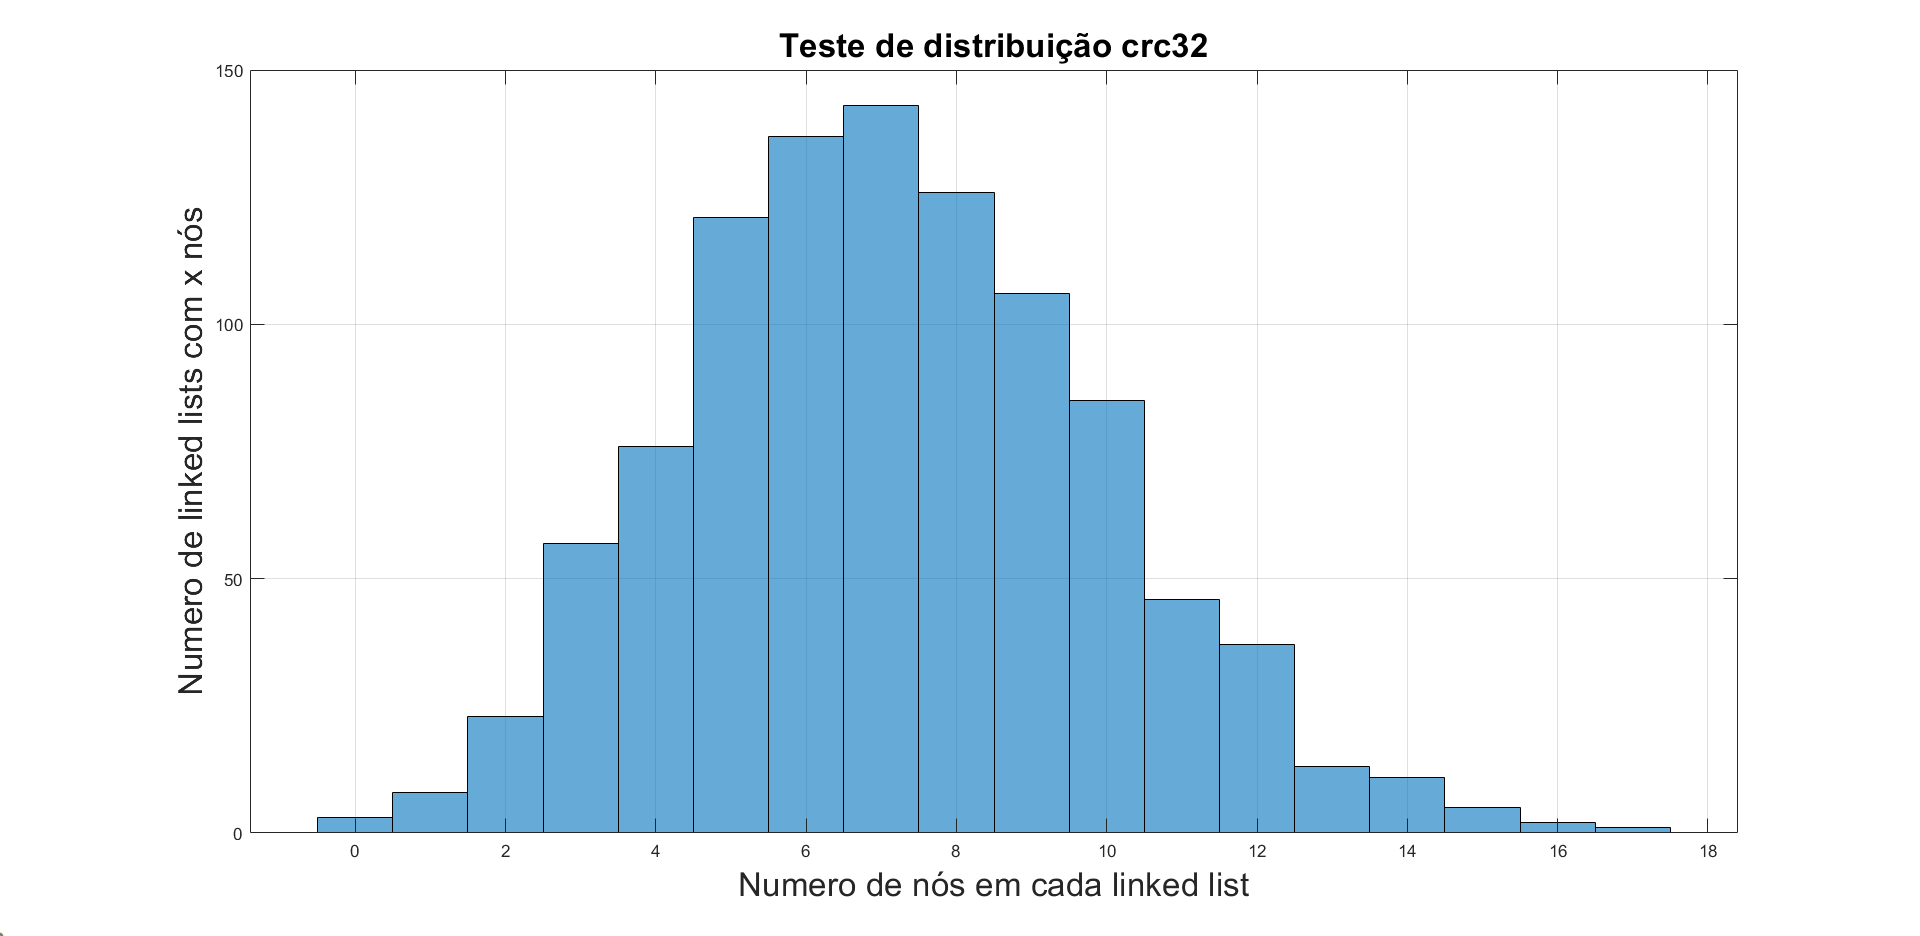 Teste de distribuição crc32
Numero de linked lists com x nós
150
100
50
0
0 2 4 6 8 10 12 14 16 18
Numero de nós em cada linked list